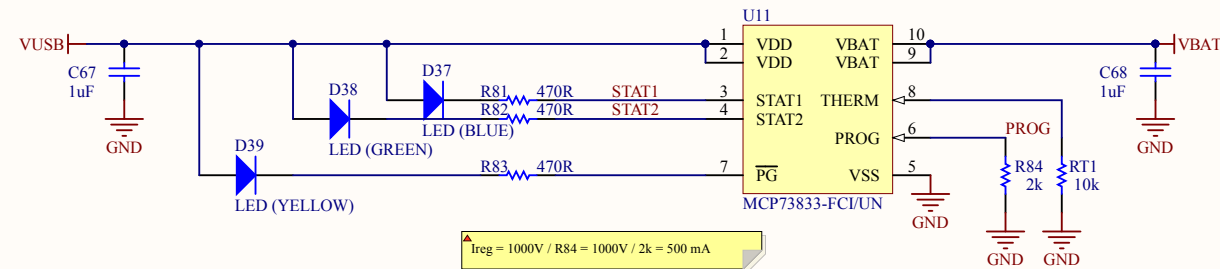 U11
VUSB
1
VDD
VBAT
10
VBAT
2
VDD
VBAT
9
C67
1uF
D37
D38
R81
470R
STAT1
3
STAT1
THERM
8
C68
1uF
R82
470R
STAT2
4
STAT2
LED (BLUE)
PROG
6
PROG
GND
LED (GREEN)
GND
D39
R83
470R
7
PG
VSS
5
R84
2k
RT1
10k
LED (YELLOW)
MCP73833-FCI/UN
GND
GND
GND
Ireg = 1000V / R84 = 1000V / 2k = 500 mA